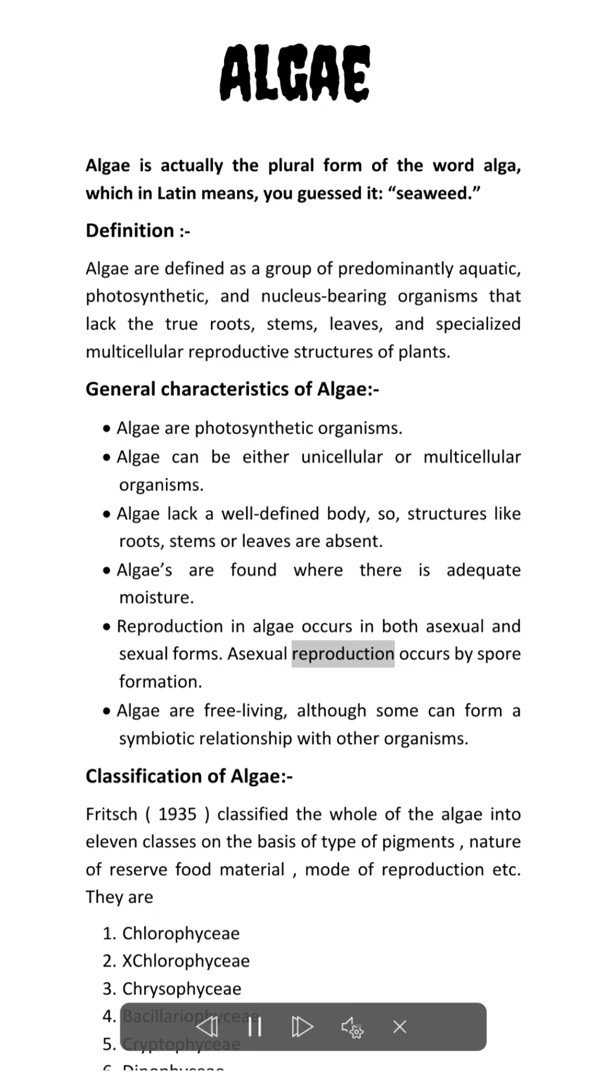 ALGAE
Algae is actually the plural form of the word alga,
which in Latin means, you guessed it: “seaweed.”
Definition :-
Algae are defined as a group of predominantly aquatic,
photosynthetic, and nucleus-bearing organisms that
lack the true roots, stems, leaves, and specialized
multicellular reproductive structures of plants.
General characteristics of Algae:-
• Algae are photosynthetic organisms.
• Algae can be either unicellular or multicellular
organisms.
• Algae lack a well-defined body, so, structures like
roots, stems or leaves are absent.
• Algae’s are found where there is adequate
moisture.
• Reproduction in algae occurs in both asexual and
sexual forms. Asexual reproduction occurs by spore
formation.
• Algae are free-living, although some can form a
symbiotic relationship with other organisms.
Classification of Algae:-
Fritsch ( 1935 ) classified the whole of the algae into
eleven classes on the basis of type of pigments , nature
of reserve food material , mode of reproduction etc.
They are
1. Chlorophyceae
2. XChlorophyceae
3. Chrysophyceae
4. Bacillariophyceae
5. Cryptophyceae